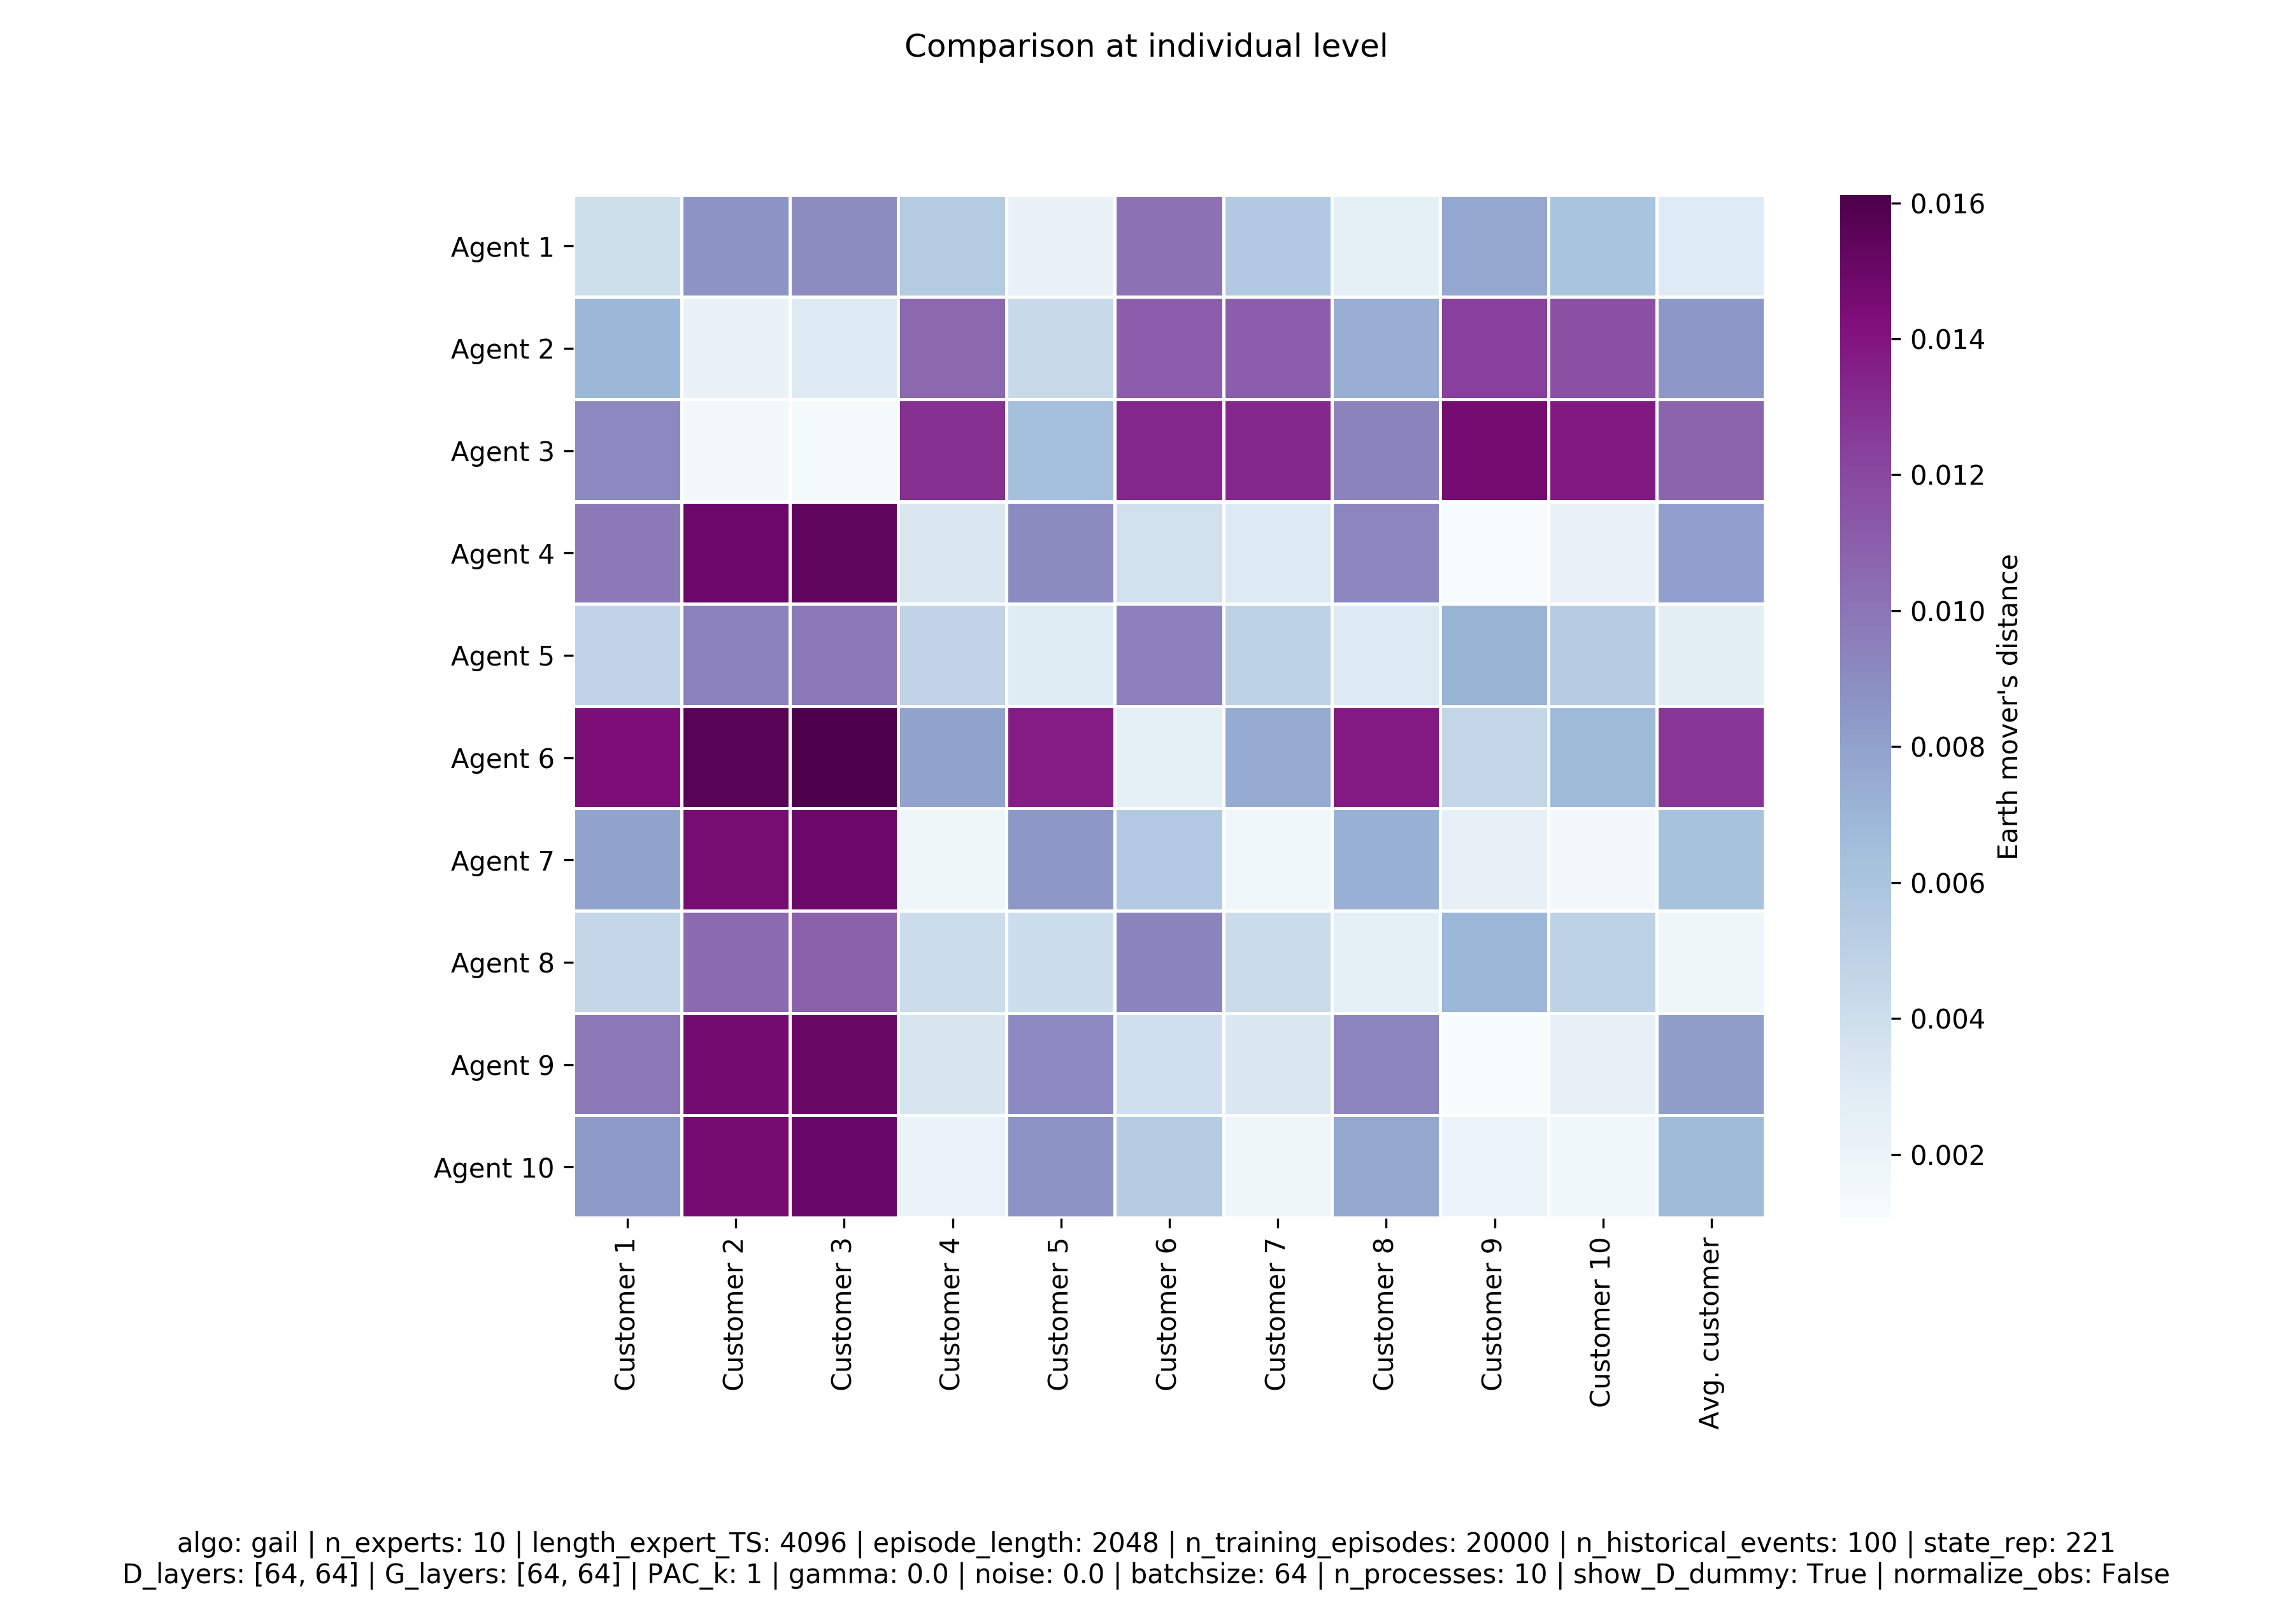 Comparison at individual level
Agent 1
Agent 2
Agent 3
Agent 4
Agent 5
Agent 6
Agent 7
Agent 8
Agent 9
Agent 10
Customer 1
Customer 2
Customer 3
Customer 4
Customer 5
Customer 6
Customer 7
Customer 8
Customer 9
Customer 10
Avg. customer
0.016
0.014
0.012
0.010
0.008
0.006
0.004
0.002
Earth mover's distance
algo: gail | n_experts: 10 | length_expert_TS: 4096 | episode_length: 2048 | n_training_episodes: 20000 | n_historical_events: 100 | state_rep: 221
D_layers: [64, 64] | G_layers: [64, 64] | PAC_k: 1 | gamma: 0.0 | noise: 0.0 | batchsize: 64 | n_processes: 10 | show_D_dummy: True | normalize_obs: False